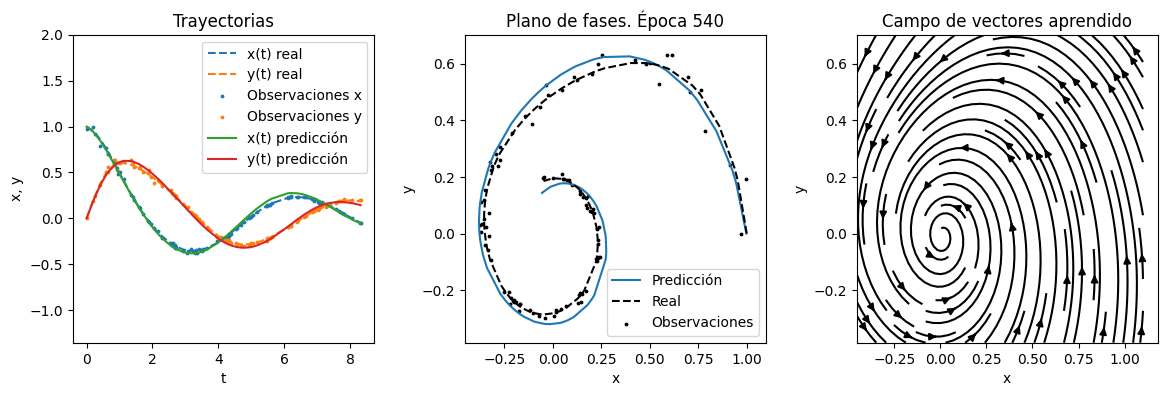 Trayectorias
2.0
1.5
1.0
0.5
0.0
−0.5
−1.0
x, y
0 2 4 6 8
t
x(t) real
y(t) real
Observaciones x
Observaciones y
x(t) predicción
y(t) predicción
Plano de fases. Época 540
0.6
0.4
0.2
0.0
−0.2
y
−0.25 0.00 0.25 0.50 0.75 1.00
x
Predicción
Real
Observaciones
Campo de vectores aprendido
0.6
0.4
0.2
0.0
−0.2
y
−0.25 0.00 0.25 0.50 0.75 1.00
x